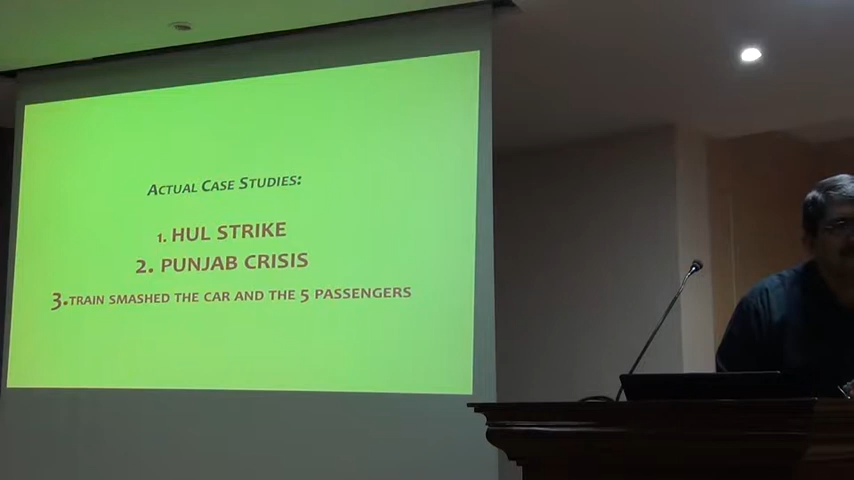 Actual Case Studies:
1. HUL STRIKE
2. PUNJAB CRISIS
3. TRAIN SMASHED THE CAR AND THE 5 PASSENGERS